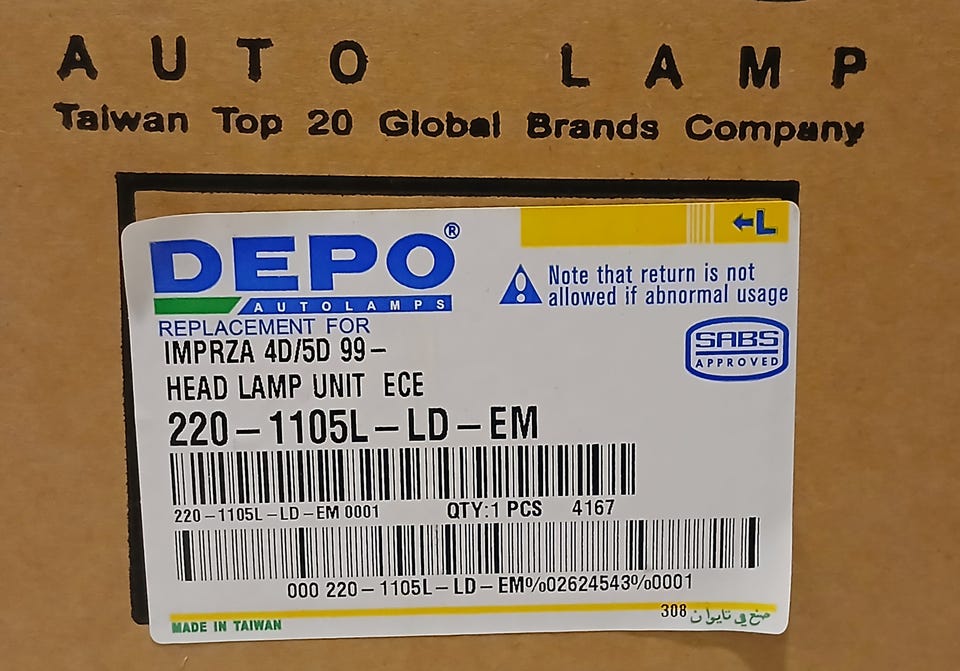 AUTO LAMP
Taiwan Top 20 Global Brands Company
DEPO®
AUTOLAMPS
L
Note that return is not
allowed if abnormal usage
REPLACEMENT FOR
IMPRZA 4D/5D 99-
SABS
APPROVED
HEAD LAMP UNIT ECE
220-1105L-LD-EM
220-1105L-LD-EM 0001 QTY:1 PCS 4167
000 220-1105L-LD-EM%02624543%0001
MADE IN TAIWAN
308 صنع في تايوان